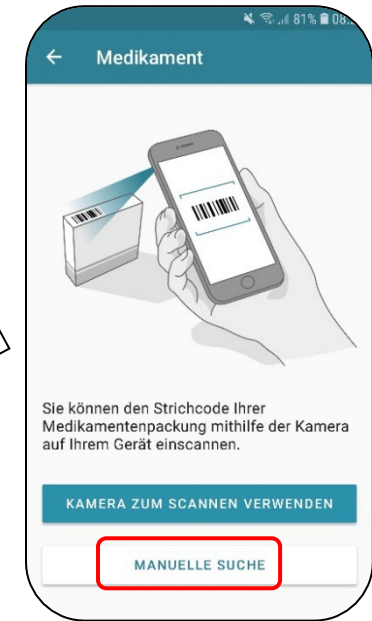 81% 08:
Medikament
Sie können den Strichcode Ihrer
Medikamentenpackung mithilfe der Kamera
auf Ihrem Gerät einscannen.
KAMERA ZUM SCANNEN VERWENDEN
MANUELLE SUCHE